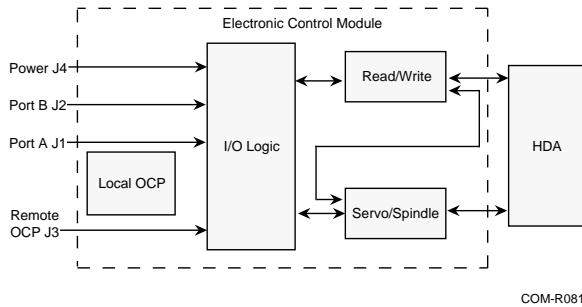 Electronic Control Module
Power J4
Read/Write
Port B J2
Port A J1
I/O Logic
HDA
Local OCP
Remote
OCP J3
Servo/Spindle
COM-R081